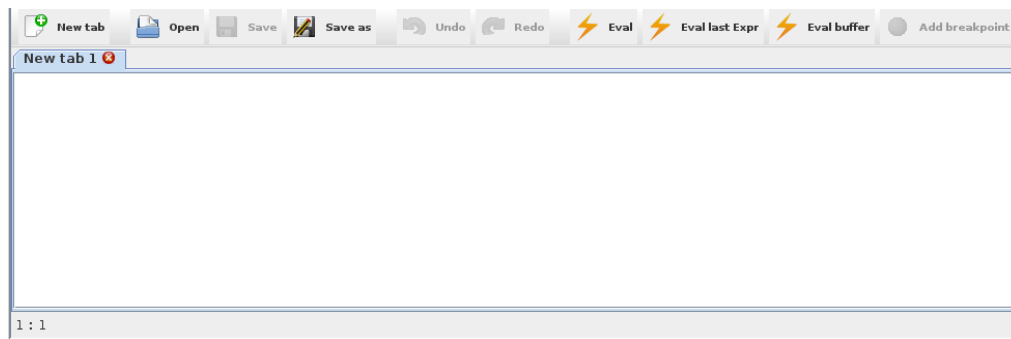 New tab Open Save Save as Undo Redo Eval Eval last Expr Eval buffer Add breakpoint
New tab 1
1:1